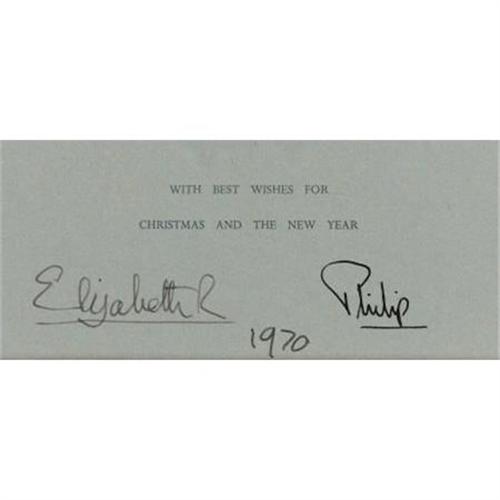 WITH BEST WISHES FOR
CHRISTMAS AND THE NEW YEAR
Elizabeth R Philip
1970